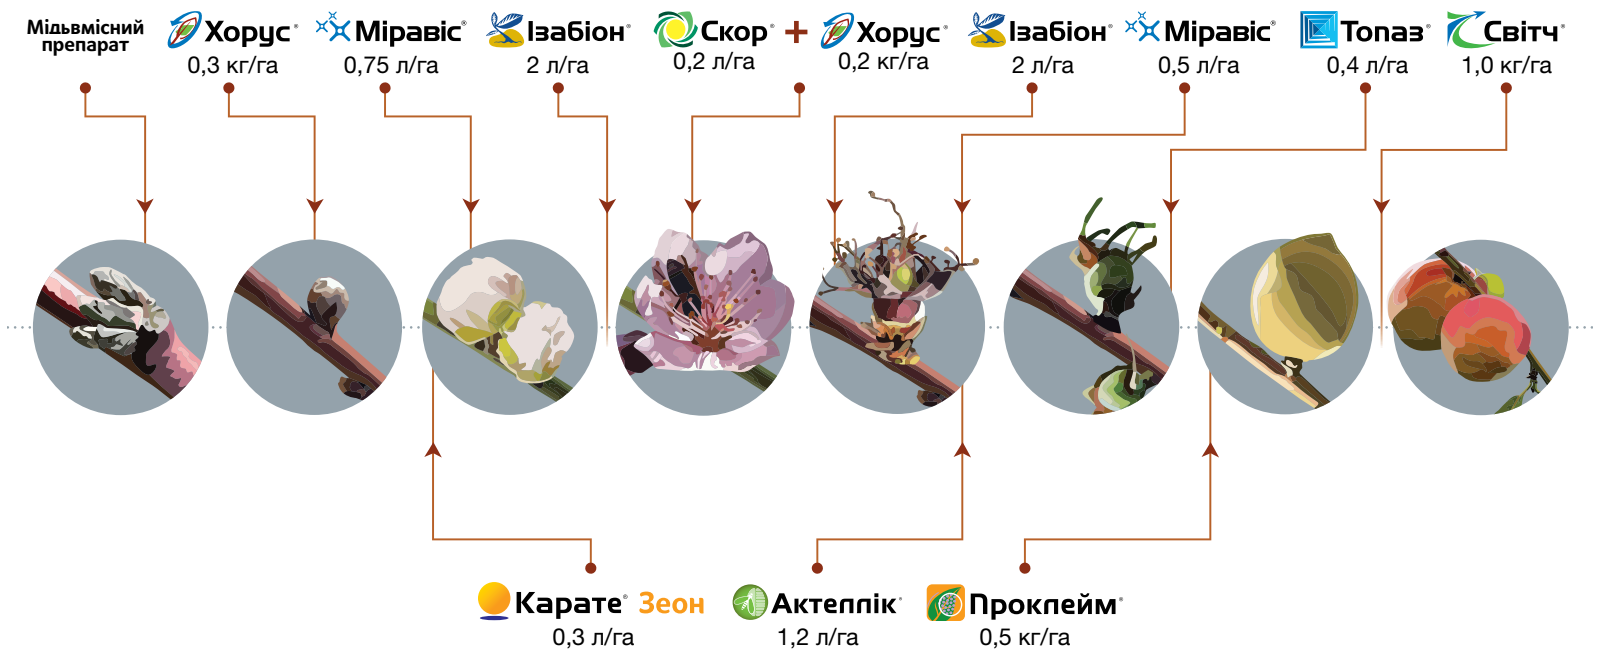 Мідьвмісний
препарат
Хорус®
0,3 кг/га
Міравіс®
0,75 л/га
Ізабіон®
2 л/га
Скор® + Хорус®
0,2 л/га 0,2 кг/га
Ізабіон®
2 л/га
Міравіс®
0,5 л/га
Топаз®
0,4 л/га
Світч®
1,0 кг/га
Карате® Зеон
0,3 л/га
Актеллік®
1,2 л/га
Проклейм®
0,5 кг/га